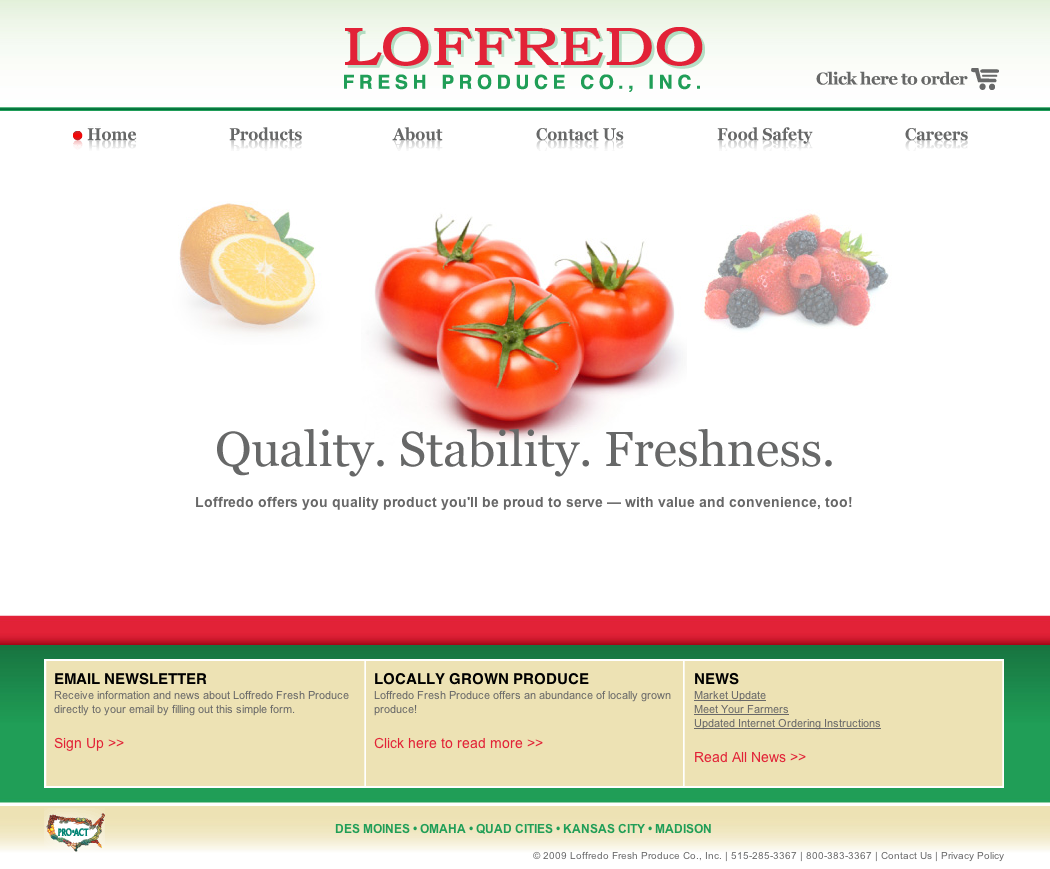 LOFFREDO
FRESH PRODUCE CO., INC.
Click here to order
Home
Products
About
Contact Us
Food Safety
Careers
Quality. Stability. Freshness.
Loffredo offers you quality product you'll be proud to serve — with value and convenience, too!
EMAIL NEWSLETTER
Receive information and news about Loffredo Fresh Produce
directly to your email by filling out this simple form.
Sign Up >>
LOCALLY GROWN PRODUCE
Loffredo Fresh Produce offers an abundance of locally grown
produce!
Click here to read more >>
NEWS
Market Update
Meet Your Farmers
Updated Internet Ordering Instructions
Read All News >>
PRO*ACT
DES MOINES • OMAHA • QUAD CITIES • KANSAS CITY • MADISON
© 2009 Loffredo Fresh Produce Co., Inc. | 515-285-3367 | 800-383-3367 | Contact Us | Privacy Policy